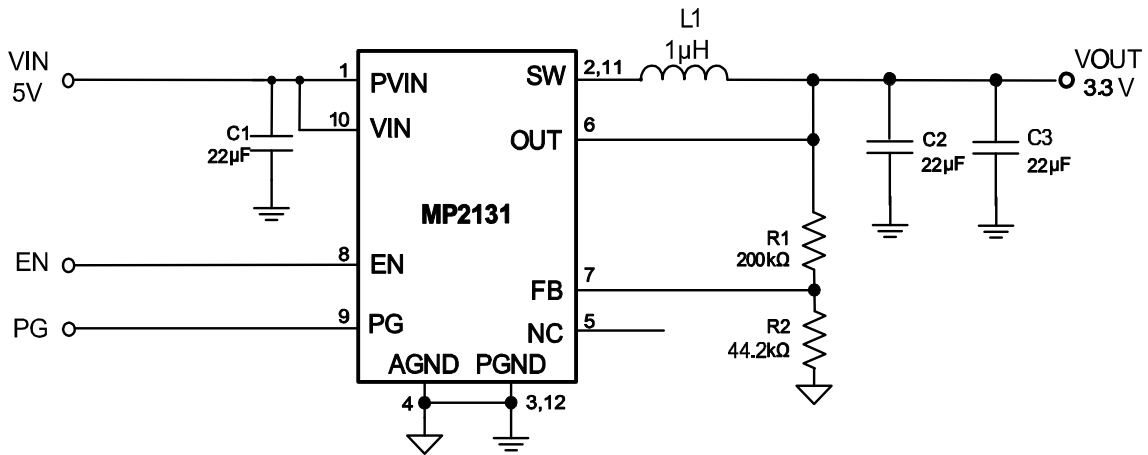 L1
1µH
VIN
5V
1
PVIN
SW
2,11
VOUT
3.3 V
10
VIN
OUT
6
C1
22µF
C2
22µF
C3
22µF
MP2131
R1
200kΩ
EN
8
EN
FB
7
PG
9
PG
NC
5
R2
44.2kΩ
AGND
PGND
4
3,12